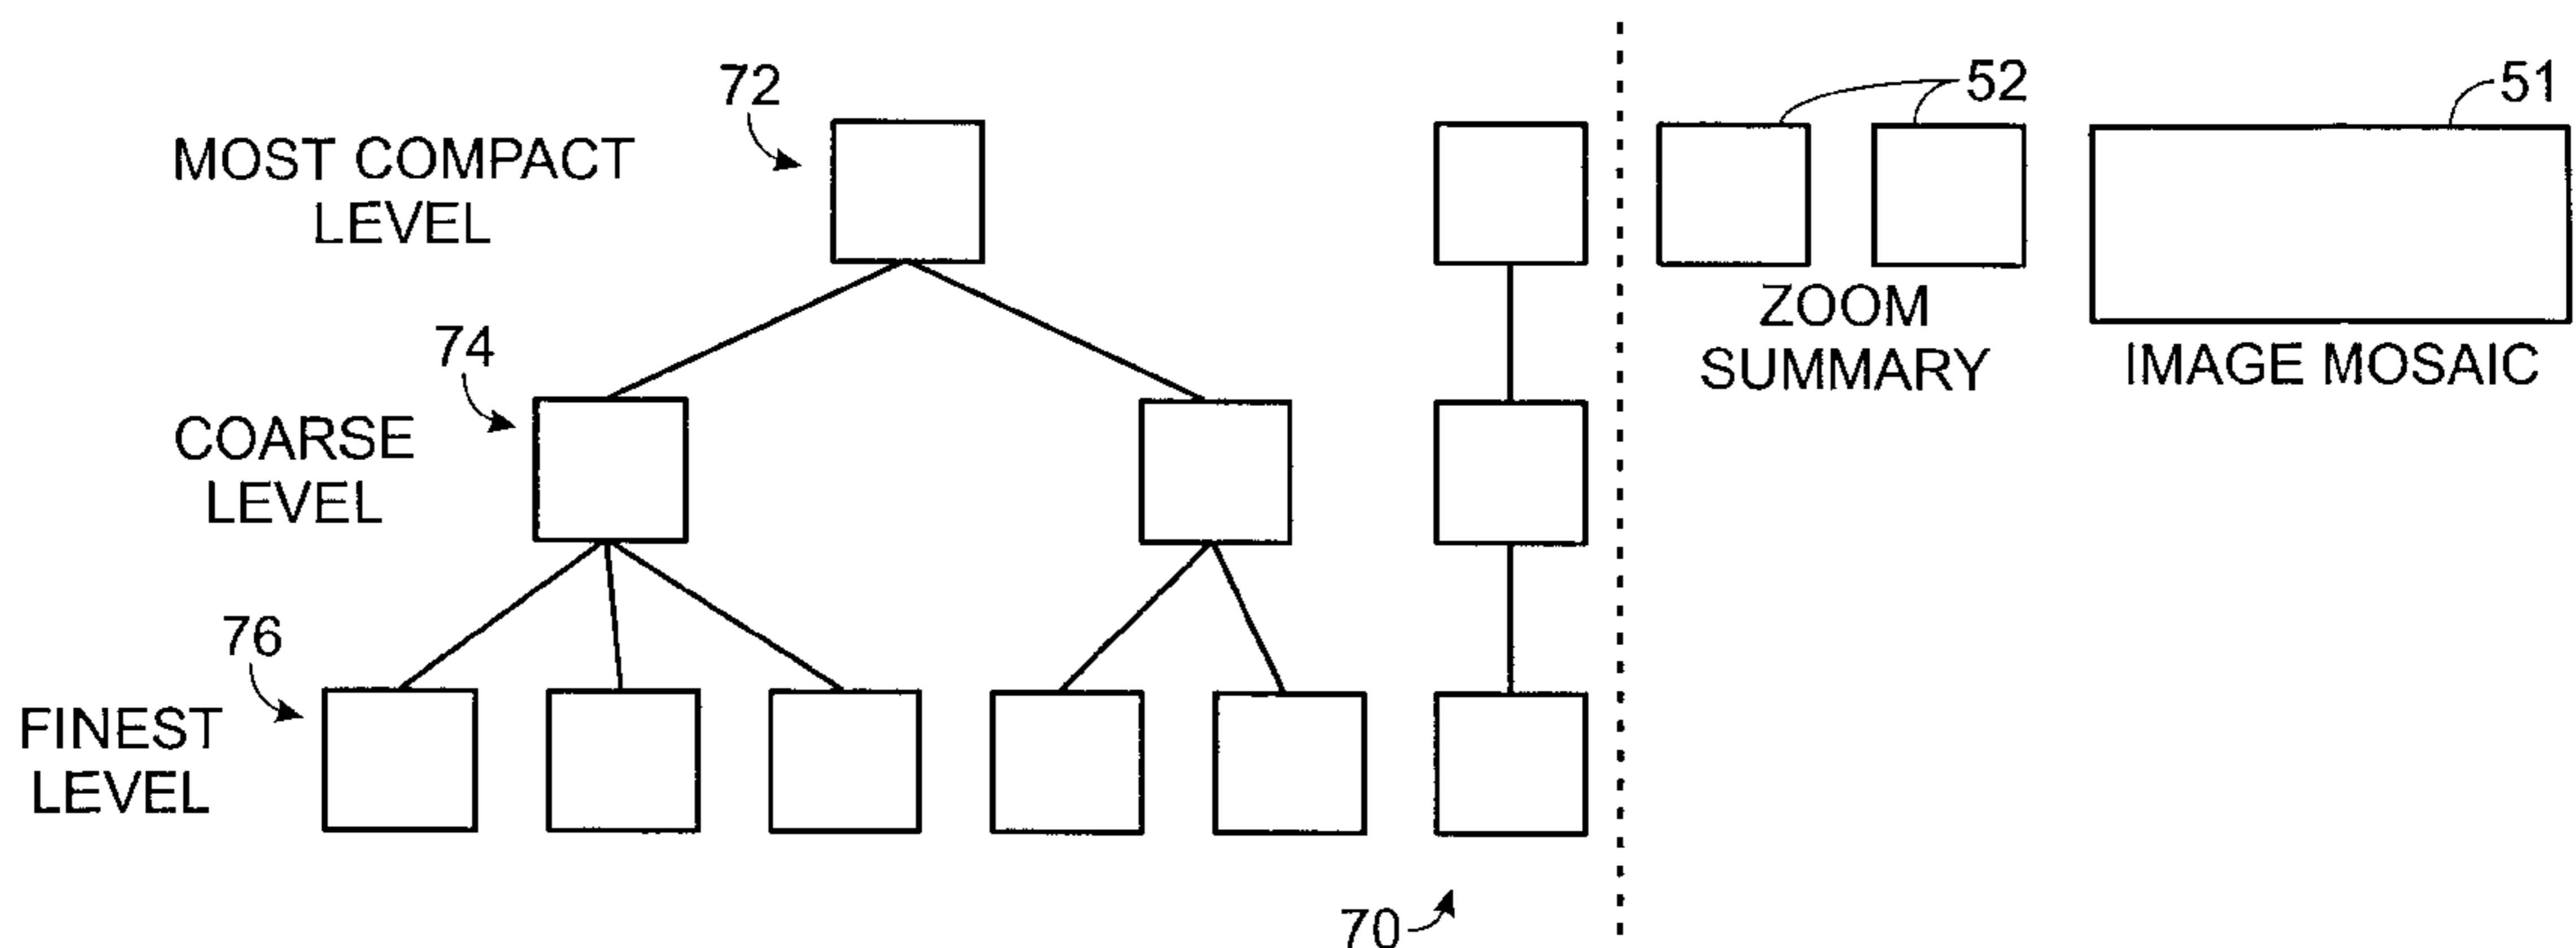 72
52
51
MOST COMPACT
LEVEL
ZOOM
SUMMARY
IMAGE MOSAIC
74
COARSE
LEVEL
76
FINEST
LEVEL
70